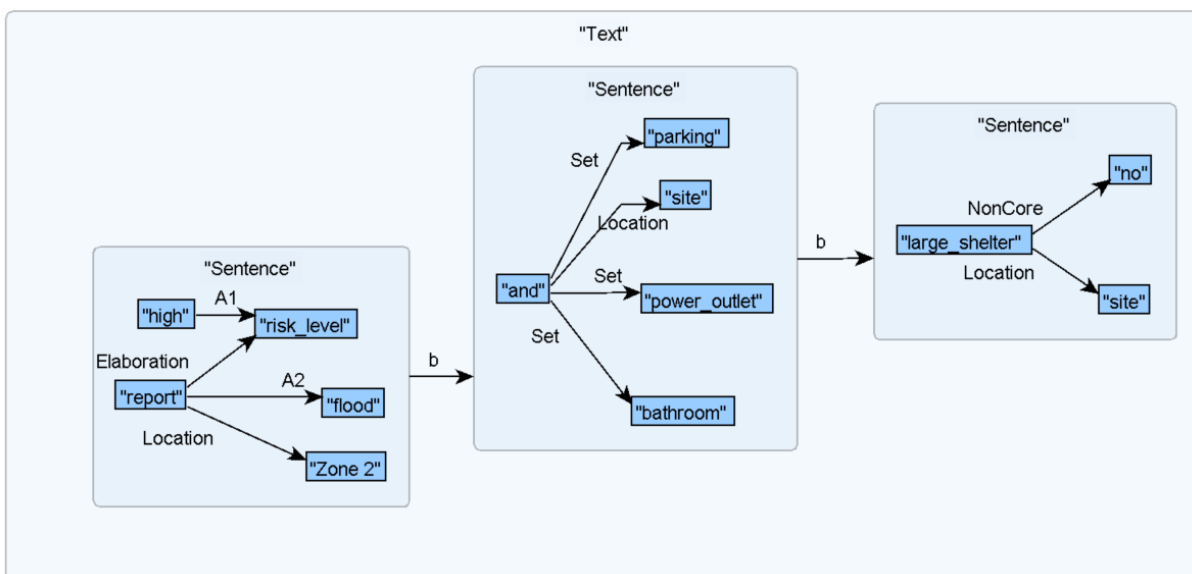 "Text"
"Sentence"
"high"
A1
"risk_level"
Elaboration
"report"
A2
"flood"
Location
"Zone 2"
b
"Sentence"
"parking"
Set
"site"
Location
"and"
Set
"power_outlet"
Set
"bathroom"
b
"Sentence"
"no"
NonCore
"large_shelter"
Location
"site"